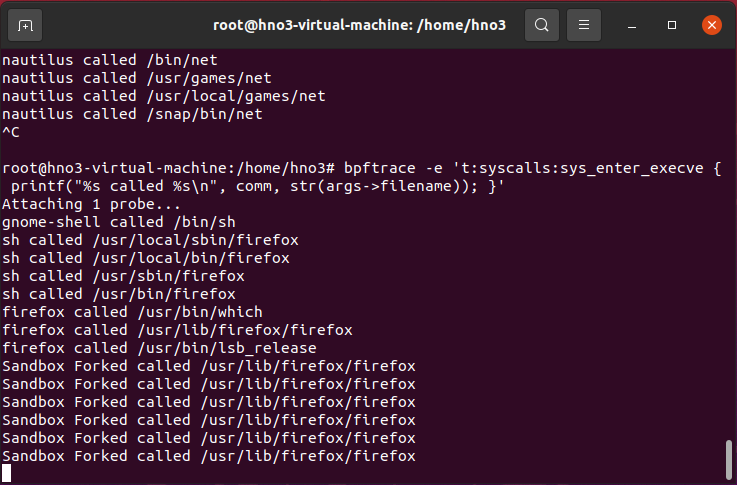 root@hno3-virtual-machine: /home/hno3
nautilus called /bin/net
nautilus called /usr/games/net
nautilus called /usr/local/games/net
nautilus called /snap/bin/net
^C
root@hno3-virtual-machine:/home/hno3# bpftrace -e 't:syscalls:sys_enter_execve {
 printf("%s called %s\n", comm, str(args->filename)); }'
Attaching 1 probe...
gnome-shell called /bin/sh
sh called /usr/local/sbin/firefox
sh called /usr/local/bin/firefox
sh called /usr/sbin/firefox
sh called /usr/bin/firefox
firefox called /usr/bin/which
firefox called /usr/lib/firefox/firefox
firefox called /usr/bin/lsb_release
Sandbox Forked called /usr/lib/firefox/firefox
Sandbox Forked called /usr/lib/firefox/firefox
Sandbox Forked called /usr/lib/firefox/firefox
Sandbox Forked called /usr/lib/firefox/firefox
Sandbox Forked called /usr/lib/firefox/firefox
Sandbox Forked called /usr/lib/firefox/firefox